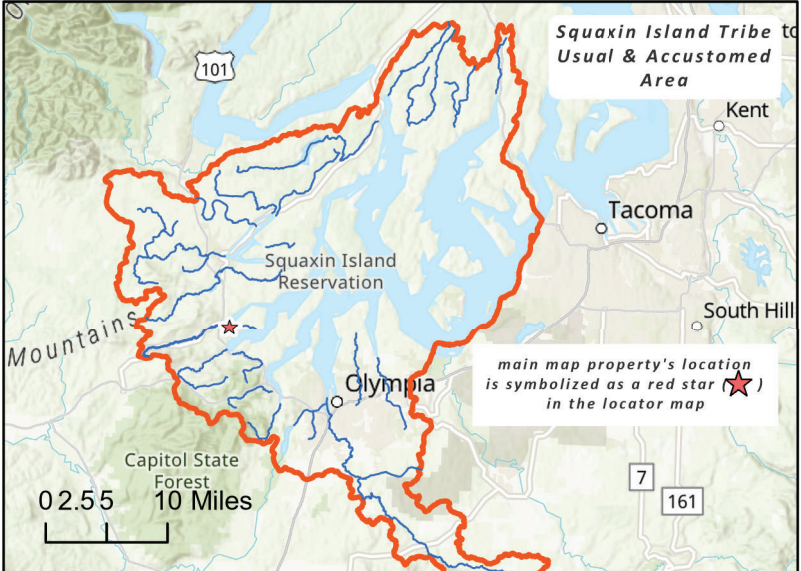 Squaxin Island Tribe
Usual & Accustomed
Area
to
101
Kent
Tacoma
Squaxin Island
Reservation
South Hill
Mountains
main map property's location
is symbolized as a red star ( )
in the locator map
Olympia
Capitol State
Forest
7
161
0 2.5 5 10 Miles